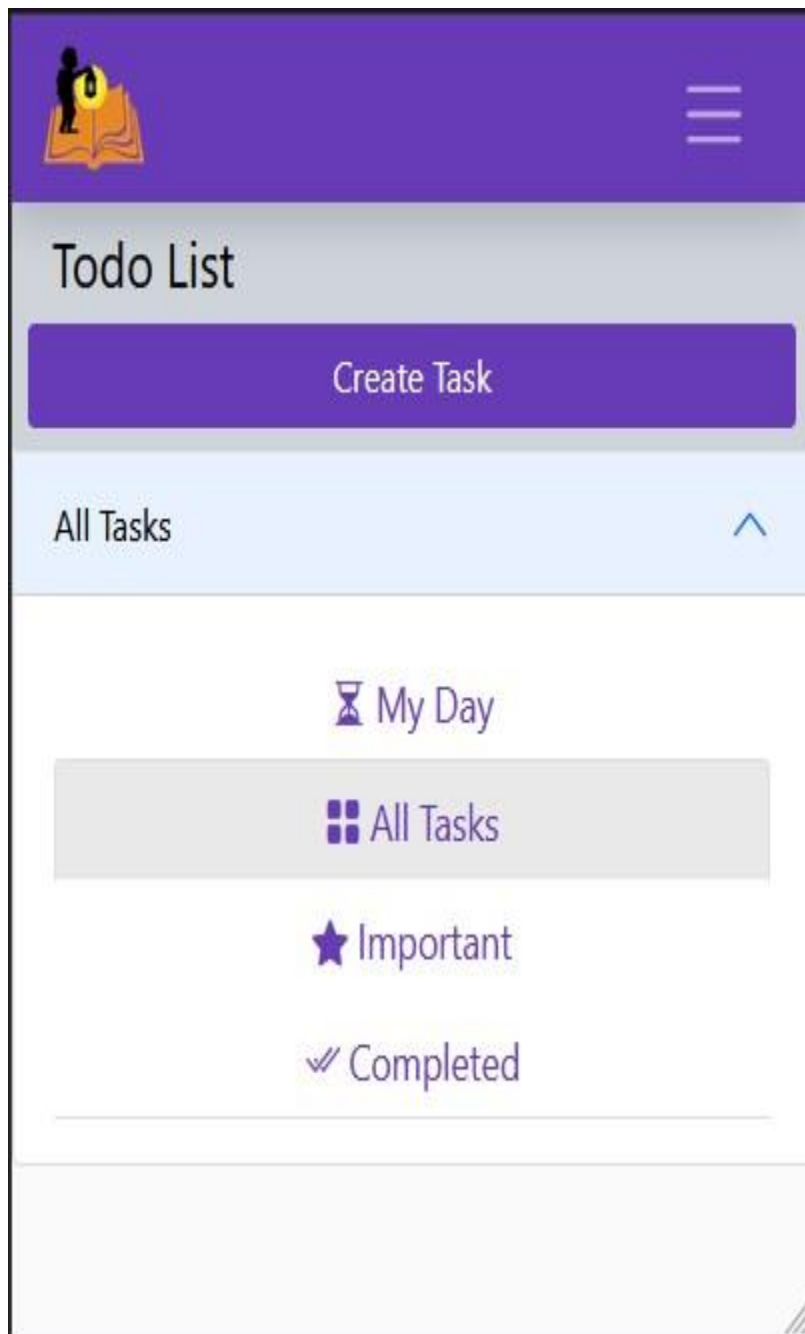 Todo List
Create Task
All Tasks
My Day
All Tasks
Important
Completed